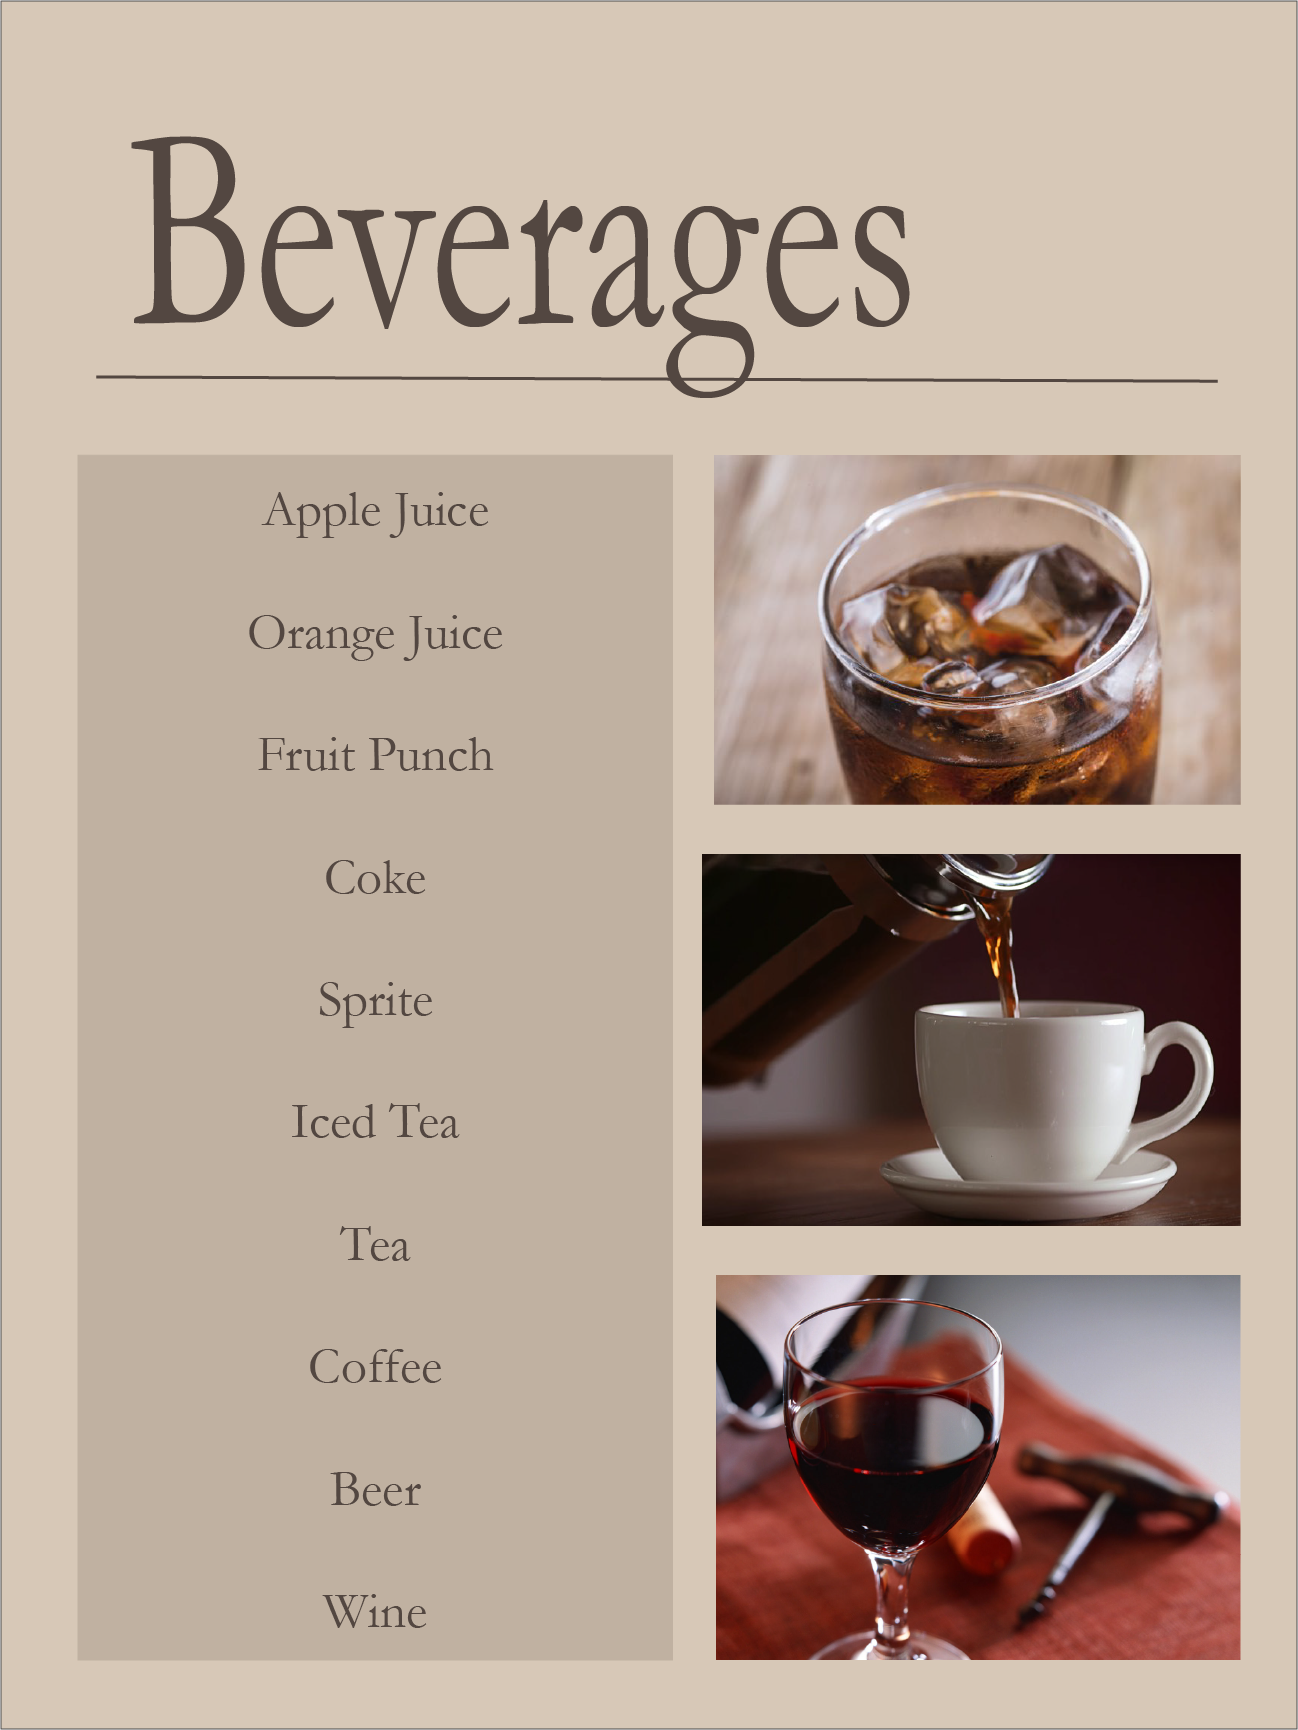 Beverages
Apple Juice
Orange Juice
Fruit Punch
Coke
Sprite
Iced Tea
Tea
Coffee
Beer
Wine